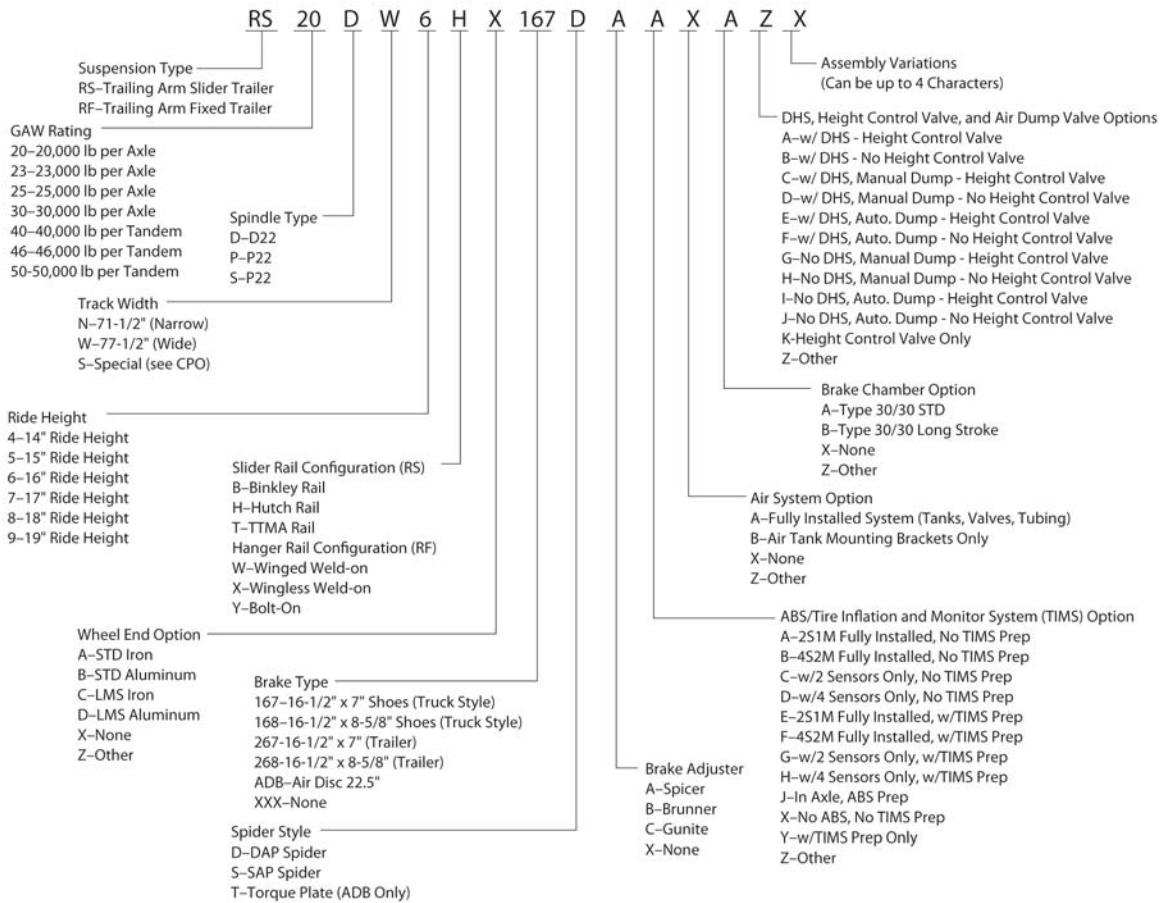 RS 20 D W 6 H X 167 D A A X A Z X
Suspension Type
RS–Trailing Arm Slider Trailer
RF–Trailing Arm Fixed Trailer
GAW Rating
20–20,000 lb per Axle
23–23,000 lb per Axle
25–25,000 lb per Axle
30–30,000 lb per Axle
40–40,000 lb per Tandem
46–46,000 lb per Tandem
50-50,000 lb per Tandem
Spindle Type
D–D22
P–P22
S–P22
Track Width
N–71-1/2" (Narrow)
W–77-1/2" (Wide)
S–Special (see CPO)
Ride Height
4–14" Ride Height
5–15" Ride Height
6–16" Ride Height
7–17" Ride Height
8–18" Ride Height
9–19" Ride Height
Slider Rail Configuration (RS)
B–Binkley Rail
H–Hutch Rail
T–TTMA Rail
Hanger Rail Configuration (RF)
W–Winged Weld-on
X–Wingless Weld-on
Y–Bolt-On
Wheel End Option
A–STD Iron
B–STD Aluminum
C–LMS Iron
D–LMS Aluminum
X–None
Z–Other
Brake Type
167–16-1/2" x 7" Shoes (Truck Style)
168–16-1/2" x 8-5/8" Shoes (Truck Style)
267-16-1/2" x 7" (Trailer)
268-16-1/2" x 8-5/8" (Trailer)
ADB–Air Disc 22.5"
XXX–None
Spider Style
D–DAP Spider
S–SAP Spider
T–Torque Plate (ADB Only)
Assembly Variations
(Can be up to 4 Characters)
DHS, Height Control Valve, and Air Dump Valve Options
A–w/ DHS - Height Control Valve
B–w/ DHS - No Height Control Valve
C–w/ DHS, Manual Dump - Height Control Valve
D–w/ DHS, Manual Dump - No Height Control Valve
E–w/ DHS, Auto. Dump - Height Control Valve
F–w/ DHS, Auto. Dump - No Height Control Valve
G–No DHS, Manual Dump - Height Control Valve
H–No DHS, Manual Dump - No Height Control Valve
I–No DHS, Auto. Dump - Height Control Valve
J–No DHS, Auto. Dump - No Height Control Valve
K-Height Control Valve Only
Z–Other
Brake Chamber Option
A–Type 30/30 STD
B–Type 30/30 Long Stroke
X–None
Z–Other
Air System Option
A–Fully Installed System (Tanks, Valves, Tubing)
B–Air Tank Mounting Brackets Only
X–None
Z–Other
ABS/Tire Inflation and Monitor System (TIMS) Option
A–2S1M Fully Installed, No TIMS Prep
B–4S2M Fully Installed, No TIMS Prep
C–w/2 Sensors Only, No TIMS Prep
D–w/4 Sensors Only, No TIMS Prep
E–2S1M Fully Installed, w/TIMS Prep
F–4S2M Fully Installed, w/TIMS Prep
G–w/2 Sensors Only, w/TIMS Prep
H–w/4 Sensors Only, w/TIMS Prep
J–In Axle, ABS Prep
X–No ABS, No TIMS Prep
Y–w/TIMS Prep Only
Z–Other
Brake Adjuster
A–Spicer
B–Brunner
C–Gunite
X–None